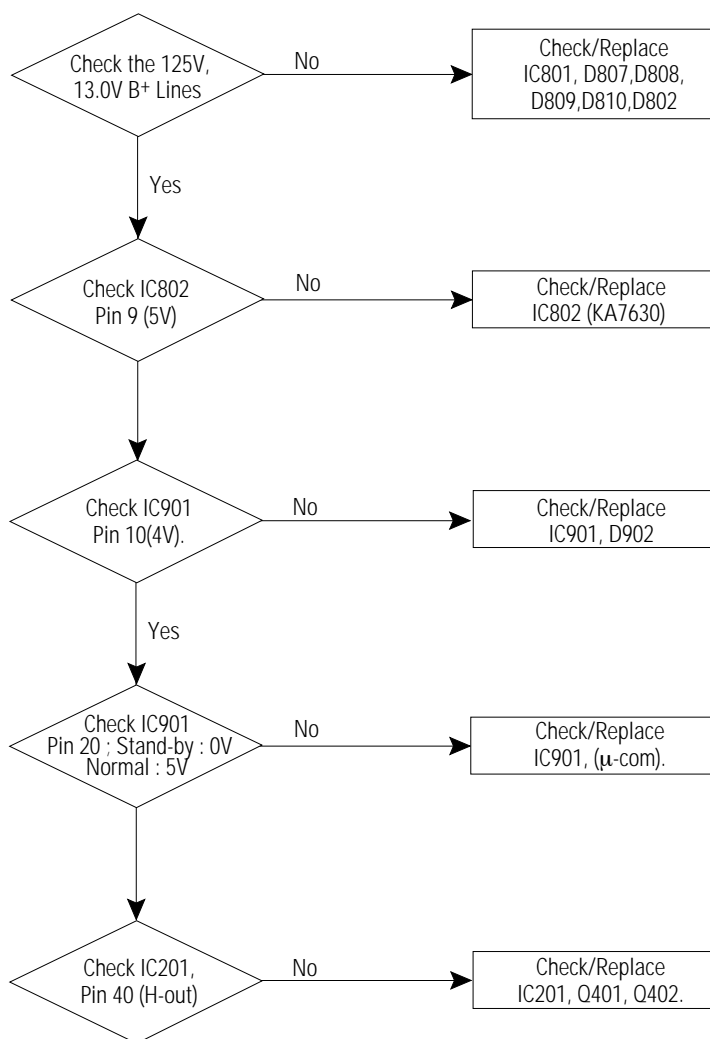 Check the 125V,
13.0V B+ Lines
No
Check/Replace
IC801, D807,D808,
D809,D810,D802
Yes
Check IC802
Pin 9 (5V)
No
Check/Replace
IC802 (KA7630)
Check IC901
Pin 10(4V).
No
Check/Replace
IC901, D902
Yes
Check IC901
Pin 20 ; Stand-by : 0V
Normal : 5V
No
Check/Replace
IC901, (μ-com).
Check IC201,
Pin 40 (H-out)
No
Check/Replace
IC201, Q401, Q402.